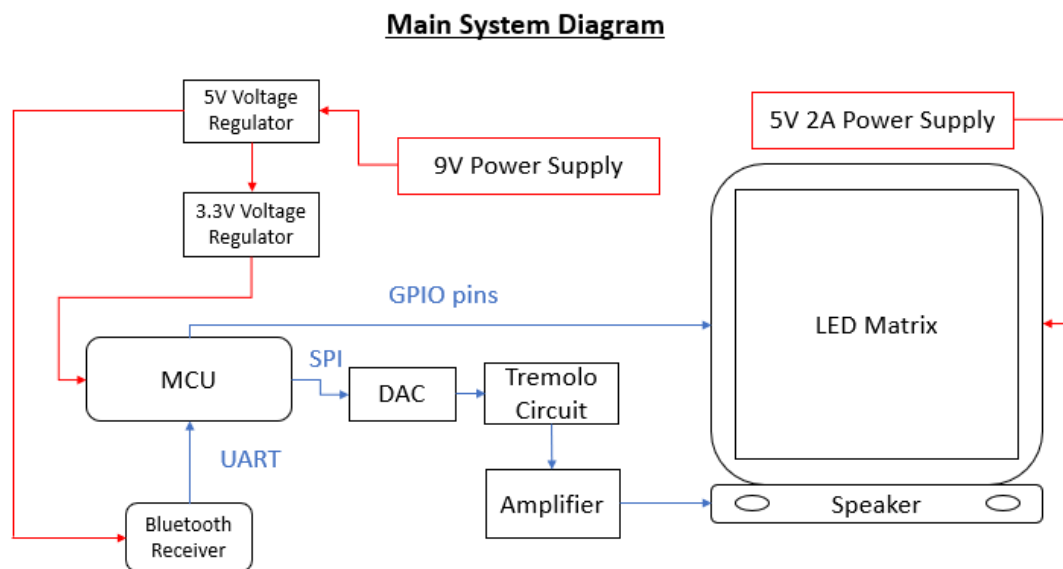 Main System Diagram
5V Voltage
Regulator
5V 2A Power Supply
9V Power Supply
3.3V Voltage
Regulator
GPIO pins
LED Matrix
SPI
MCU
DAC
Tremolo
Circuit
UART
Amplifier
Speaker
Bluetooth
Receiver